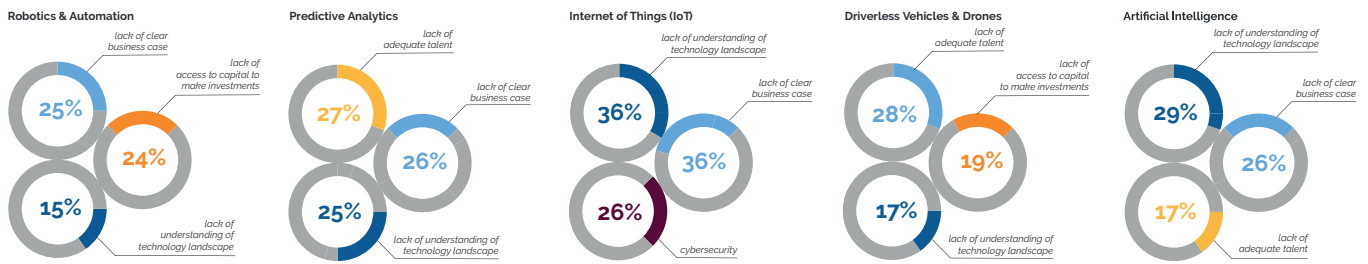 Robotics & Automation
lack of clear
business case
25%
lack of
access to capital to
make investments
24%
15%
lack of
understanding of
technology landscape
Predictive Analytics
lack of
adequate talent
27%
lack of clear
business case
26%
25%
lack of understanding of
technology landscape
Internet of Things (IoT)
lack of understanding of
technology landscape
36%
lack of clear
business case
36%
26%
cybersecurity
Driverless Vehicles & Drones
lack of
adequate talent
28%
lack of
access to capital
to make investments
19%
17%
lack of understanding of
technology landscape
Artificial Intelligence
lack of understanding of
technology landscape
29%
lack of clear
business case
26%
17%
lack of
adequate talent